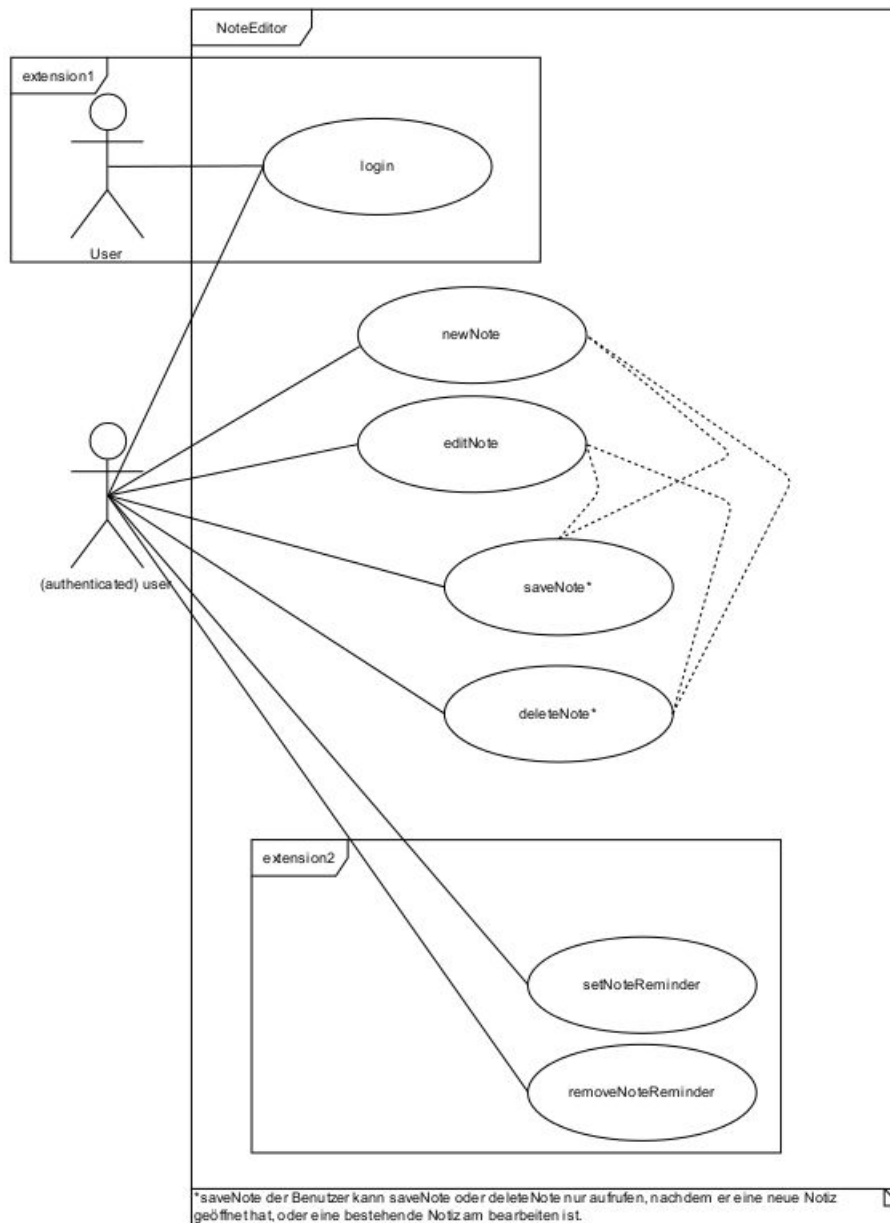 NoteEditor
extension1
login
User
newNote
editNote
(authenticated) user
saveNote*
deleteNote*
extension2
setNoteReminder
removeNoteReminder
*saveNote der Benutzer kann saveNote oder deleteNote nur aufrufen, nachdem er eine neue Notiz
geöffnet hat, oder eine bestehende Notiz am bearbeiten ist.